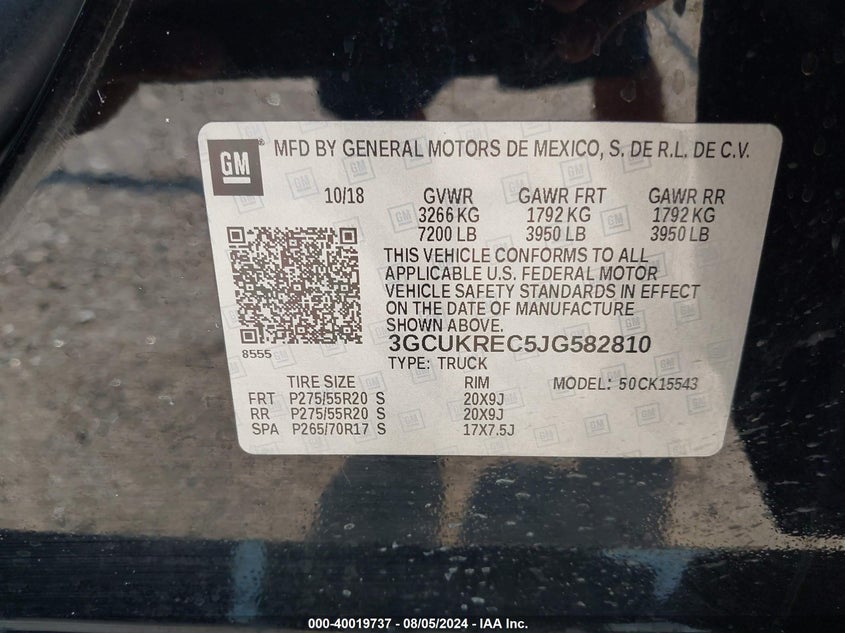 GM
MFD BY GENERAL MOTORS DE MEXICO, S. DE R.L. DE C.V.
10/18 GVWR GAWR FRT GAWR RR
3266 KG 1792 KG 1792 KG
7200 LB 3950 LB 3950 LB
THIS VEHICLE CONFORMS TO ALL
APPLICABLE U.S. FEDERAL MOTOR
VEHICLE SAFETY STANDARDS IN EFFECT
ON THE DATE OF MANUFACTURE
SHOWN ABOVE.
3GCUKREC5JG582810
8555
TYPE: TRUCK
TIRE SIZE RIM MODEL: 50CK15543
FRT P275/55R20 S 20X9J
RR P275/55R20 S 20X9J
SPA P265/70R17 S 17X7.5J
000-40019737 - 08/05/2024 - IAA Inc.